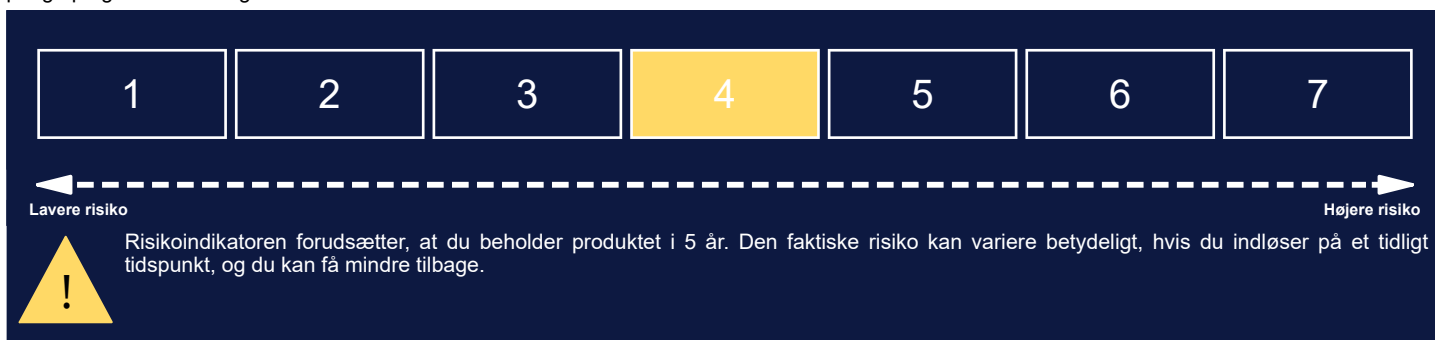 1 2 3 4 5 6 7
Lavere risiko Højere risiko
Risikoindikatoren forudsætter, at du beholder produktet i 5 år. Den faktiske risiko kan variere betydeligt, hvis du indløser på et tidligt
tidspunkt, og du kan få mindre tilbage.
!